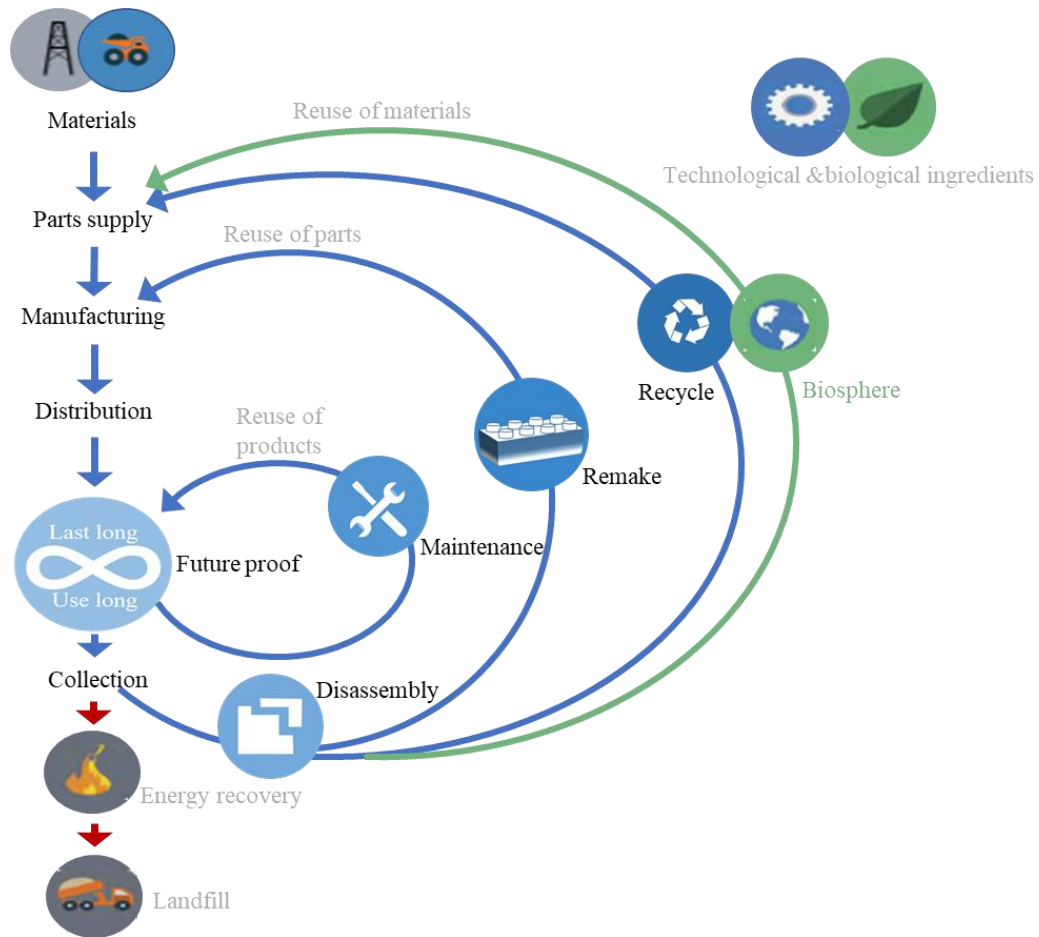 Materials
Reuse of materials
Technological &biological ingredients
Parts supply
Reuse of parts
Manufacturing
Recycle
Biosphere
Distribution
Reuse of
products
Remake
Last long
Use long
Future proof
Maintenance
Collection
Disassembly
Energy recovery
Landfill